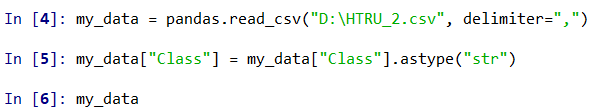 In [4]: my_data = pandas.read_csv("D:\HTRU_2.csv", delimiter=",")
In [5]: my_data["Class"] = my_data["Class"].astype("str")
In [6]: my_data